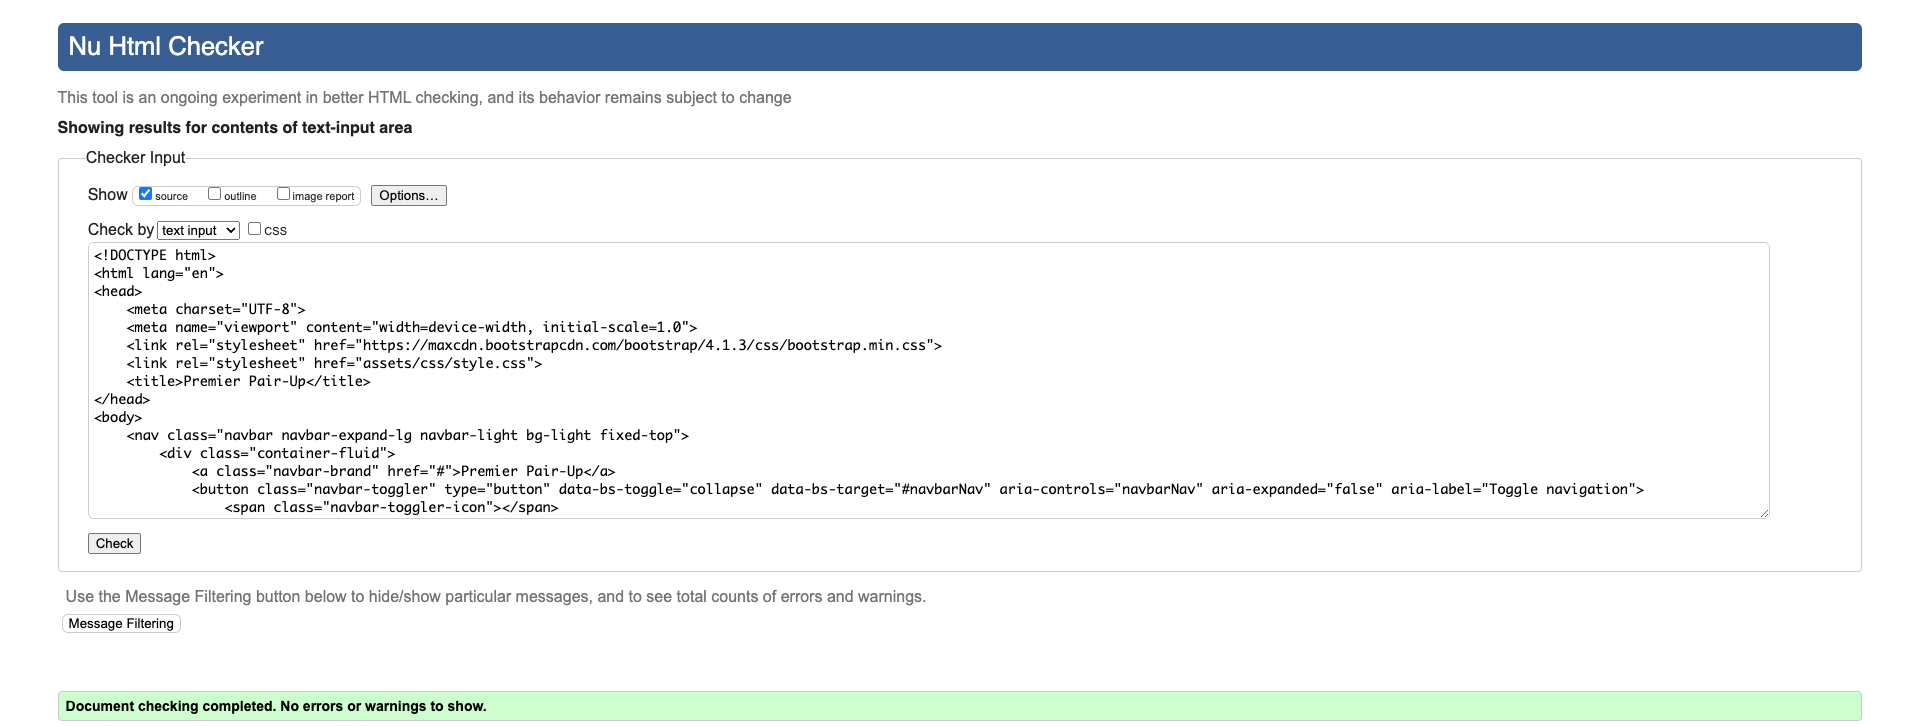 Nu Html Checker
This tool is an ongoing experiment in better HTML checking, and its behavior remains subject to change
Showing results for contents of text-input area
Checker Input
Show source outline image report Options...
Check by text input css
<!DOCTYPE html>
<html lang="en">
<head>
    <meta charset="UTF-8">
    <meta name="viewport" content="width=device-width, initial-scale=1.0">
    <link rel="stylesheet" href="https://maxcdn.bootstrapcdn.com/bootstrap/4.1.3/css/bootstrap.min.css">
    <link rel="stylesheet" href="assets/css/style.css">
    <title>Premier Pair-Up</title>
</head>
<body>
    <nav class="navbar navbar-expand-lg navbar-light bg-light fixed-top">
        <div class="container-fluid">
            <a class="navbar-brand" href="#">Premier Pair-Up</a>
            <button class="navbar-toggler" type="button" data-bs-toggle="collapse" data-bs-target="#navbarNav" aria-controls="navbarNav" aria-expanded="false" aria-label="Toggle navigation">
                <span class="navbar-toggler-icon"></span>
Check
Use the Message Filtering button below to hide/show particular messages, and to see total counts of errors and warnings.
Message Filtering
Document checking completed. No errors or warnings to show.